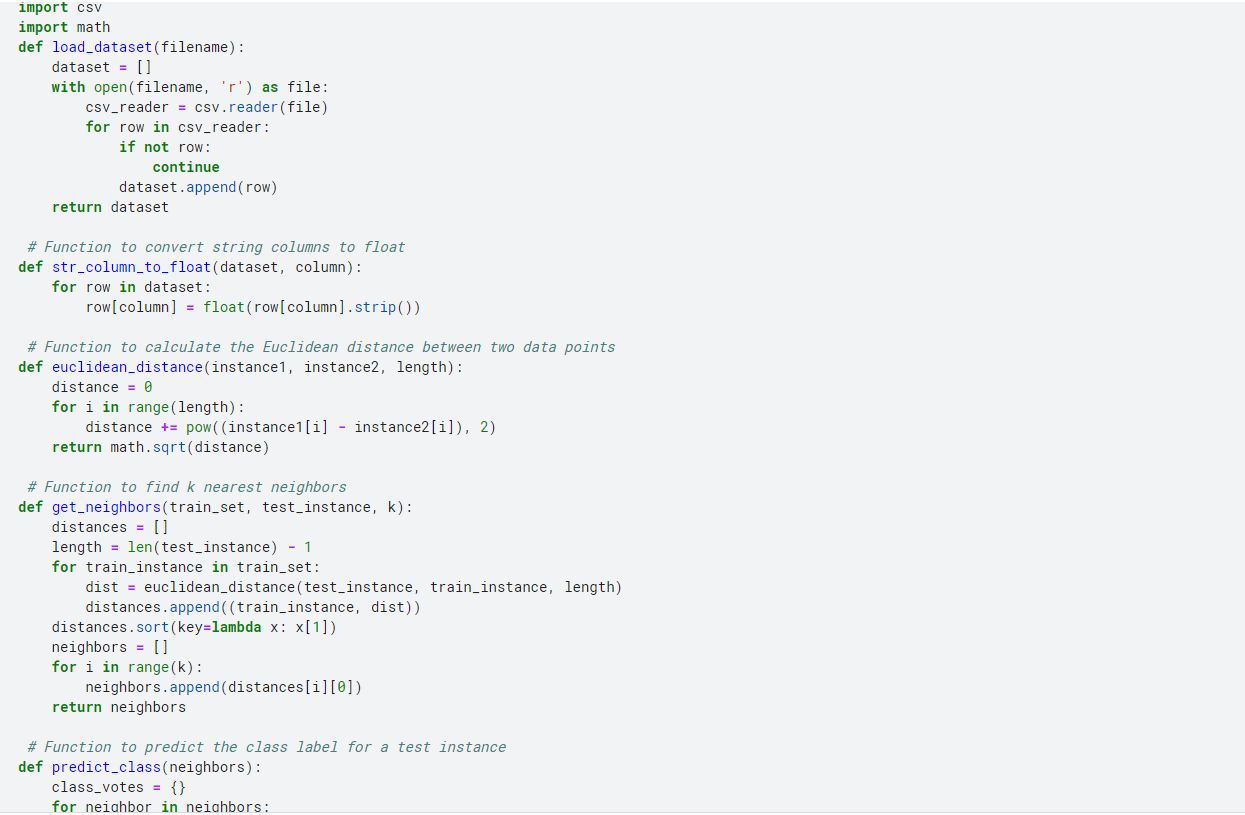 import csv
import math
def load_dataset(filename):
    dataset = []
    with open(filename, 'r') as file:
        csv_reader = csv.reader(file)
        for row in csv_reader:
            if not row:
                continue
            dataset.append(row)
    return dataset

 # Function to convert string columns to float
def str_column_to_float(dataset, column):
    for row in dataset:
        row[column] = float(row[column].strip())

 # Function to calculate the Euclidean distance between two data points
def euclidean_distance(instance1, instance2, length):
    distance = 0
    for i in range(length):
        distance += pow((instance1[i] - instance2[i]), 2)
    return math.sqrt(distance)

 # Function to find k nearest neighbors
def get_neighbors(train_set, test_instance, k):
    distances = []
    length = len(test_instance) - 1
    for train_instance in train_set:
        dist = euclidean_distance(test_instance, train_instance, length)
        distances.append((train_instance, dist))
    distances.sort(key=lambda x: x[1])
    neighbors = []
    for i in range(k):
        neighbors.append(distances[i][0])
    return neighbors

 # Function to predict the class label for a test instance
def predict_class(neighbors):
    class_votes = {}
    for neighbor in neighbors: